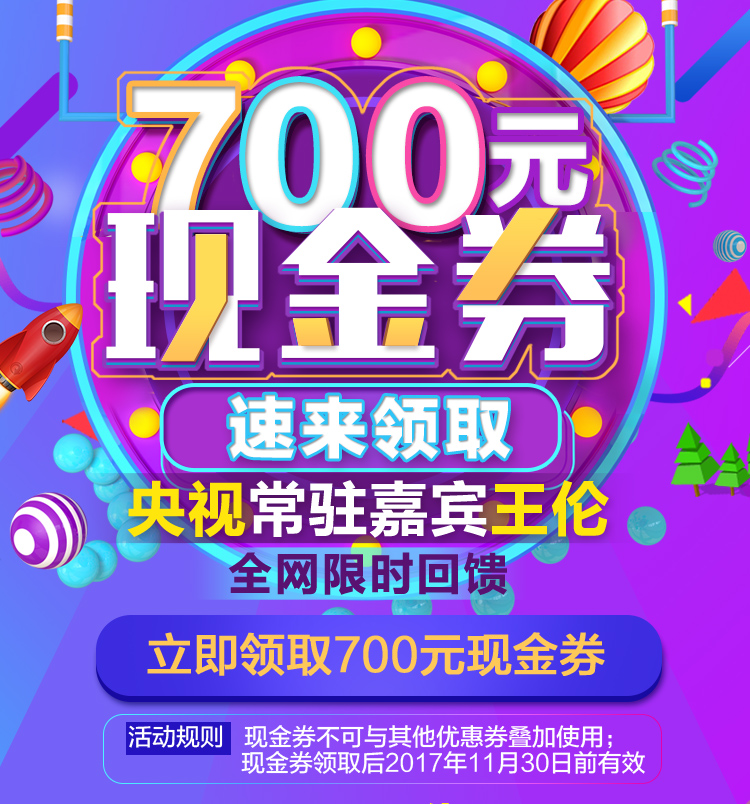 700元
现金券
速来领取
央视常驻嘉宾王伦
全网限时回馈
立即领取700元现金券
活动规则 现金券不可与其他优惠券叠加使用；
现金券领取后2017年11月30日前有效